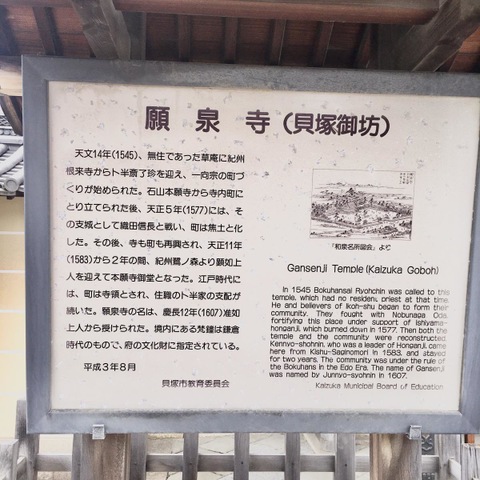 願泉寺(貝塚御坊)
天文14年(1545)、無住であった草庵に紀州
根来寺から卜半斎了珍を迎え、一向宗の町
づくりが始められた。石山本願寺から寺内町に
とり立てられた後、天正5年(1577)には、そ
の支城として織田信長と戦い、町は焦土と化
した。その後、寺も町も再興され、天正11年
(1583)から2年の間、紀州鷺ノ森より顕如上
人を迎えて本願寺御堂となった。江戸時代に
は、町は寺領とされ、住職の卜半家の支配が
続いた。願泉寺の名は、慶長12年(1607)准如
上人から授けられた。境内にある梵鐘は鎌倉
時代のもので、府の文化財に指定されている。
平成3年8月
貝塚市教育委員会
「和泉名所図会」より
Gansenji Temple (Kaizuka Goboh)
In 1545 Bokuhansai Ryohchin was called to this
temple, which had no resident priest at that time.
He and believers of Ikoh-shu began to form their
community. They fought with Nobunaga Oda,
fortifying this place under support of Ishiyama-
honganji, which burned down in 1577. Then both the
temple and the community were reconstructed.
Kennyo-shohnin, who was a leader of Honganji, came
here from Kishu-Saginomori in 1583, and stayed
for two years. The community was under the rule of
the Bokuhans in the Edo Era. The name of Gansenji
was named by Junnyo-syohnin in 1607.
Kaizuka Municipal Board of Education